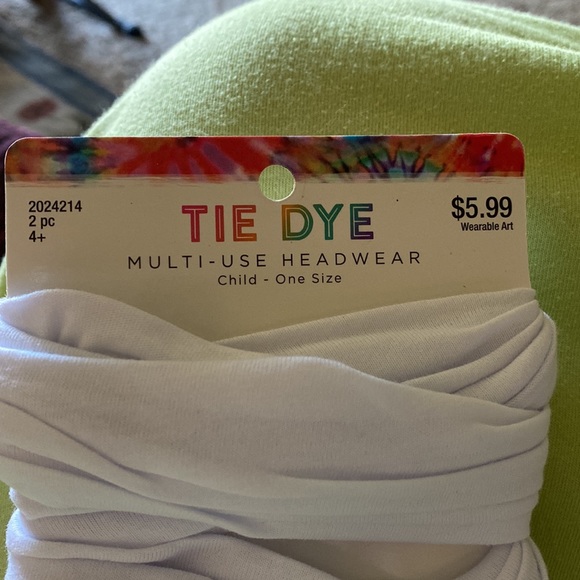 2024214
2 pc
4+
TIE DYE
MULTI-USE HEADWEAR
Child - One Size
$5.99
Wearable Art